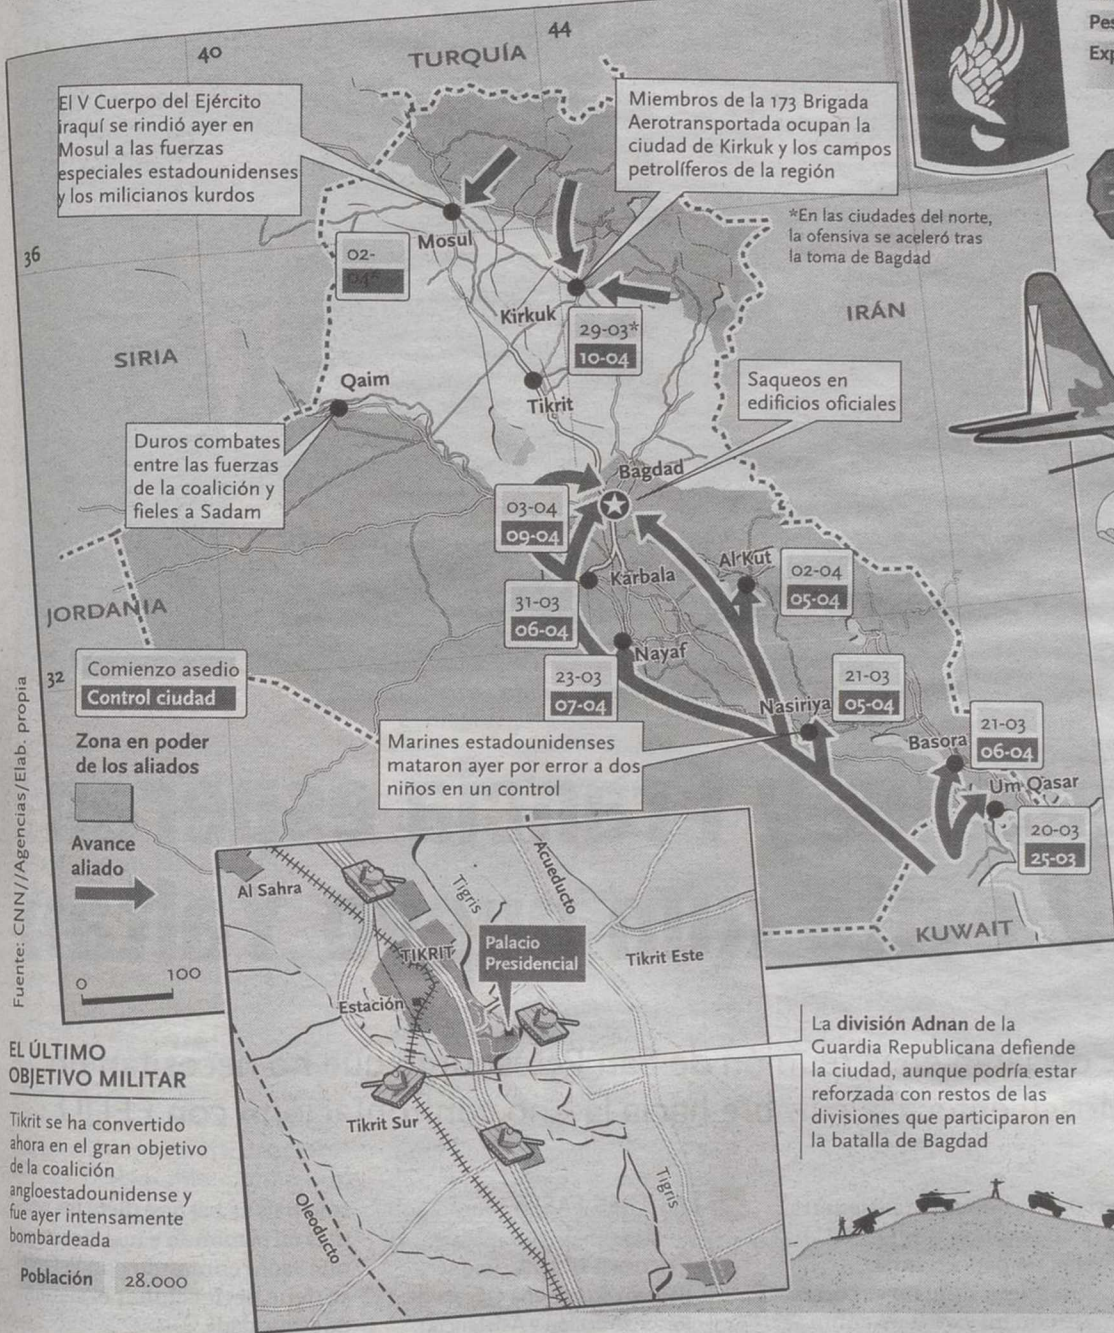 40
44
TURQUÍA
Pes
Exp
El V Cuerpo del Ejército
iraquí se rindió ayer en
Mosul a las fuerzas
especiales estadounidenses
y los milicianos kurdos
Miembros de la 173 Brigada
Aerotransportada ocupan la
ciudad de Kirkuk y los campos
petrolíferos de la región
*En las ciudades del norte,
la ofensiva se aceleró tras
la toma de Bagdad
36
Mosul
02-
Kirkuk
29-03*
10-04
IRÁN
SIRIA
Qaim
Tikrit
Saqueos en
edificios oficiales
Duros combates
entre las fuerzas
de la coalición y
fieles a Sadam
Bagdad
03-04
09-04
Al Kut
02-04
05-04
Kárbala
31-03
06-04
JORDANIA
Nayaf
23-03
07-04
32
Comienzo asedio
Control ciudad
Nasiriya
21-03
05-04
Basora
21-03
06-04
Um Qasar
20-03
25-03
Zona en poder
de los aliados
Marines estadounidenses
mataron ayer por error a dos
niños en un control
Avance
aliado
KUWAIT
0
100
Fuente: CNN//Agencias/Elab. propia
Al Sahra
Tigris
Acueducto
TIKRIT
Palacio
Presidencial
Tikrit Este
Estación
Tikrit Sur
Tigris
Oleoducto
La división Adnan de la
Guardia Republicana defiende
la ciudad, aunque podría estar
reforzada con restos de las
divisiones que participaron en
la batalla de Bagdad
EL ÚLTIMO
OBJETIVO MILITAR
Tikrit se ha convertido
ahora en el gran objetivo
de la coalición
angloestadounidense y
fue ayer intensamente
bombardeada
Población 28.000